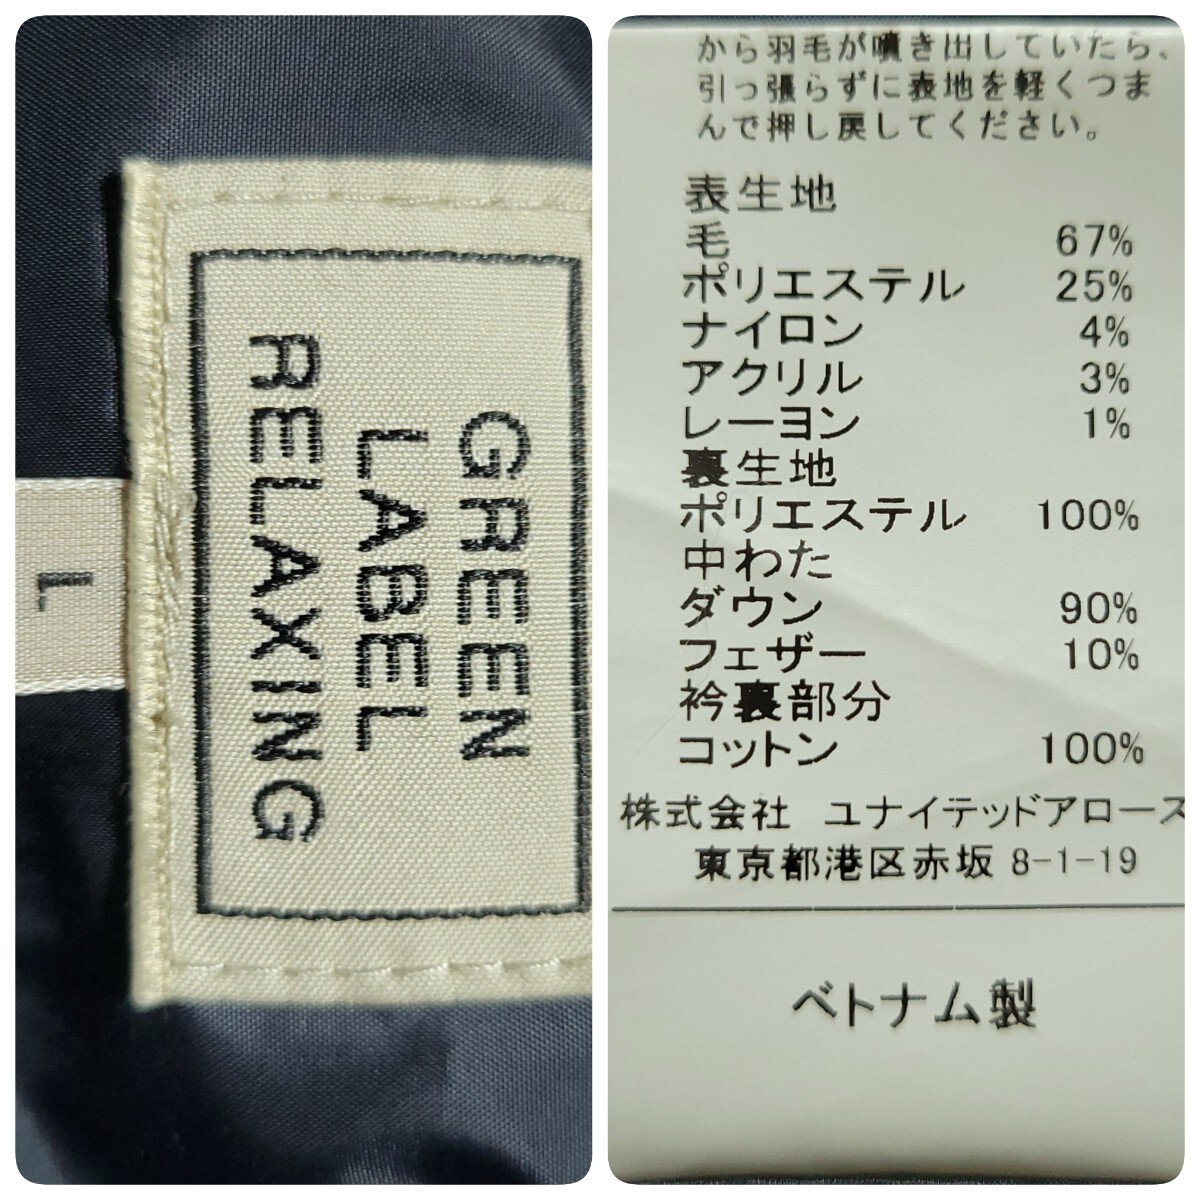 GREEN
LABEL
RELAXING
L
から羽毛が噴き出していたら、
引っ張らずに表地を軽くつま
んで押し戻してください。
表生地
毛 67%
ポリエステル 25%
ナイロン 4%
アクリル 3%
レーヨン 1%
裏生地
ポリエステル 100%
中わた
ダウン 90%
フェザー 10%
衿裏部分
コットン 100%
株式会社 ユナイテッドアローズ
東京都港区赤坂 8-1-19
ベトナム製